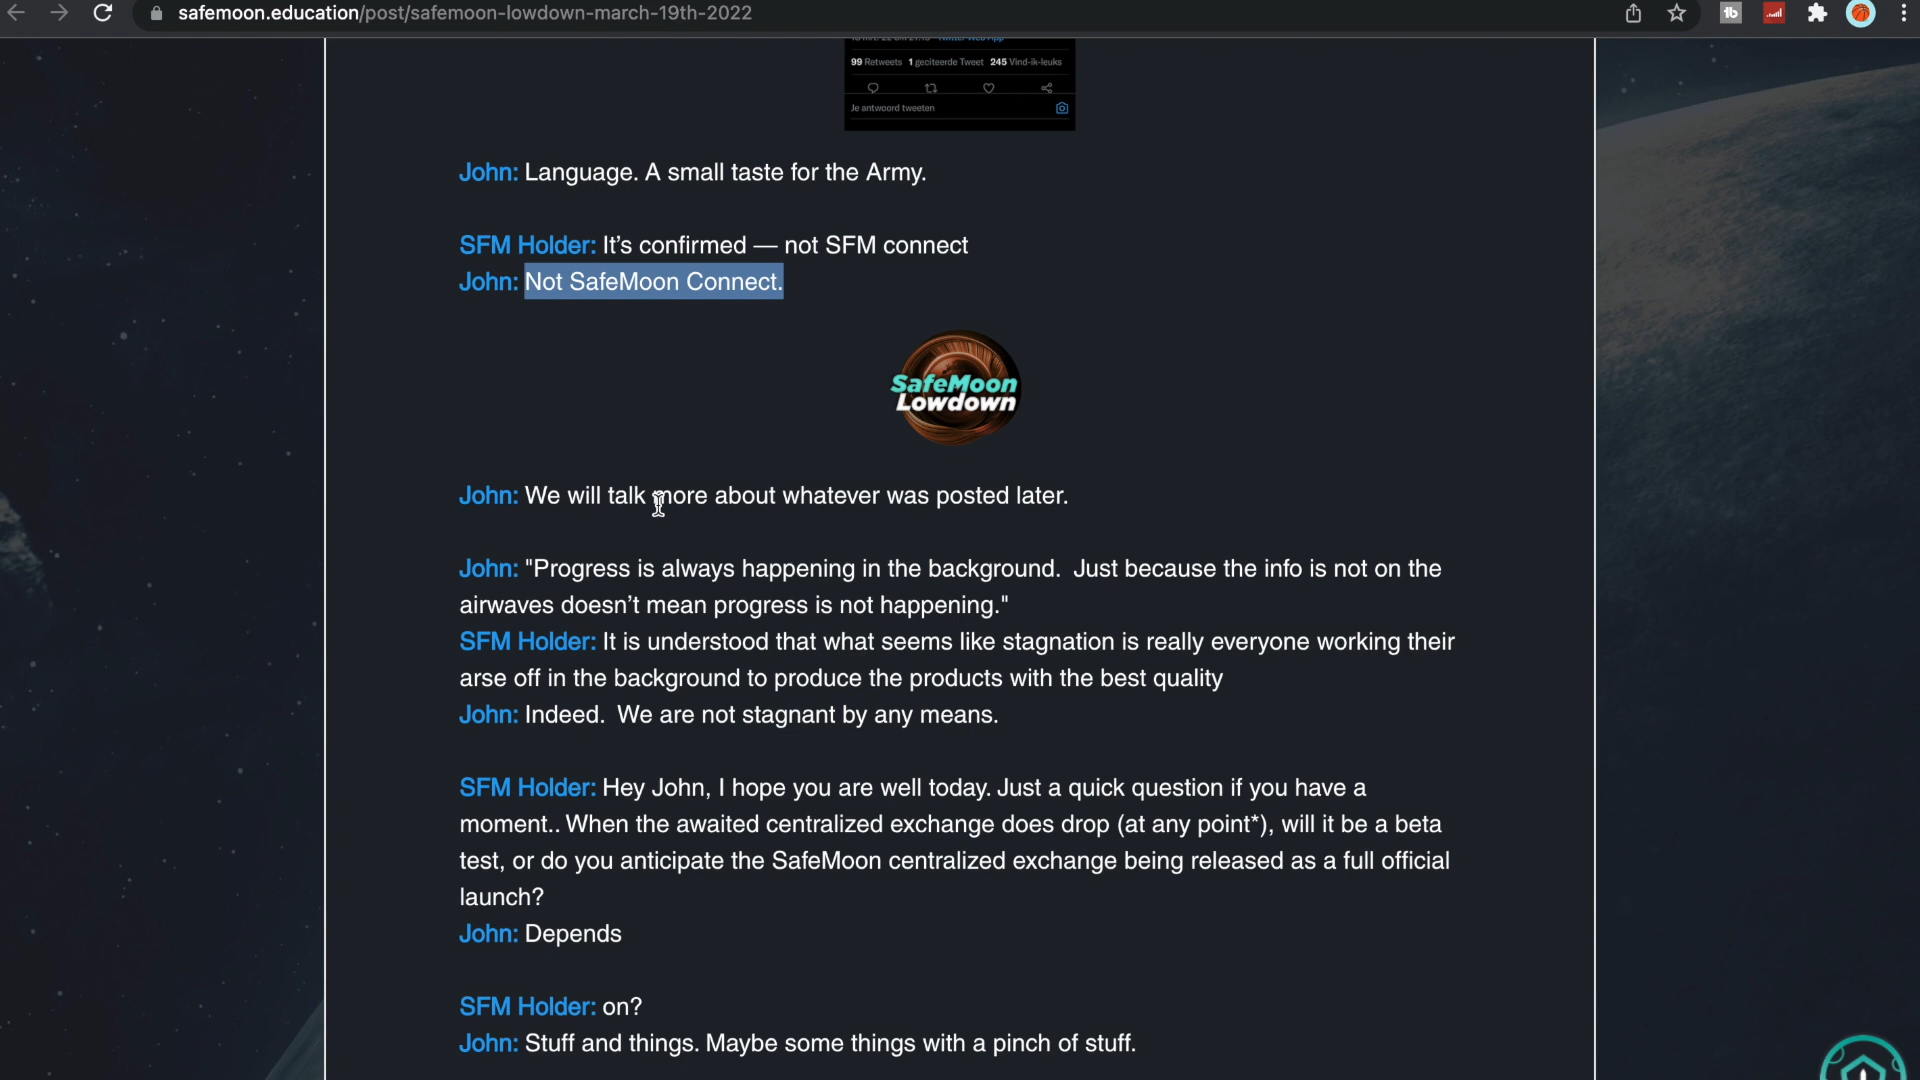 safemoon.education/post/safemoon-lowdown-march-19th-2022
99 Retweets 1 geciteerde Tweet 245 Vind-ik-leuks
Je antwoord tweeten
John: Language. A small taste for the Army.
SFM Holder: It’s confirmed — not SFM connect
John: Not SafeMoon Connect.
SafeMoon
Lowdown
John: We will talk more about whatever was posted later.
John: "Progress is always happening in the background.  Just because the info is not on the
airwaves doesn’t mean progress is not happening."
SFM Holder: It is understood that what seems like stagnation is really everyone working their
arse off in the background to produce the products with the best quality
John: Indeed.  We are not stagnant by any means.
SFM Holder: Hey John, I hope you are well today. Just a quick question if you have a
moment.. When the awaited centralized exchange does drop (at any point*), will it be a beta
test, or do you anticipate the SafeMoon centralized exchange being released as a full official
launch?
John: Depends
SFM Holder: on?
John: Stuff and things. Maybe some things with a pinch of stuff.